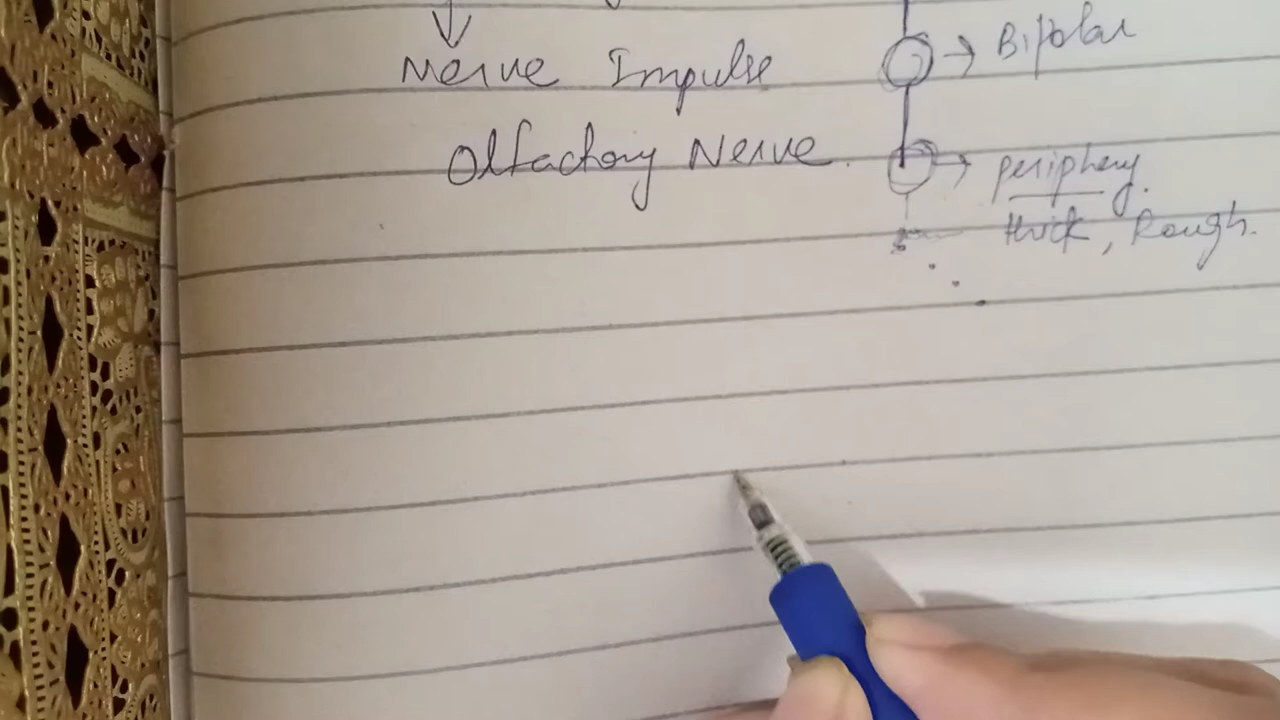 Nerve Impulse
Olfactory Nerve.
→ Bipolar
→ periphery.
thick, Rough.